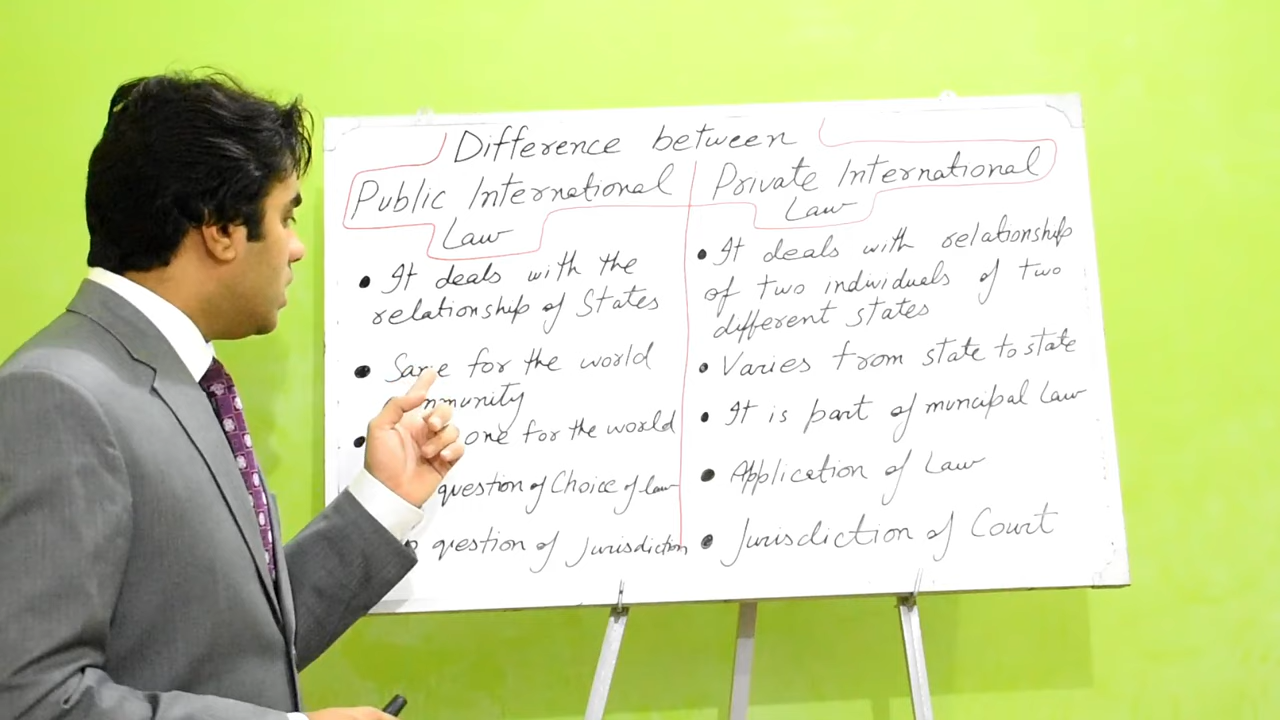 Difference between
Public International
Law
• It deals with the
relationship of States
• Same for the world
community
• one for the world
question of Choice of law
question of Jurisdiction
Private International
Law
• It deals with relationship
of two individuals of two
different states
• Varies from state to state
• It is part of muncipal Law
• Application of Law
• Jurisdiction of Court